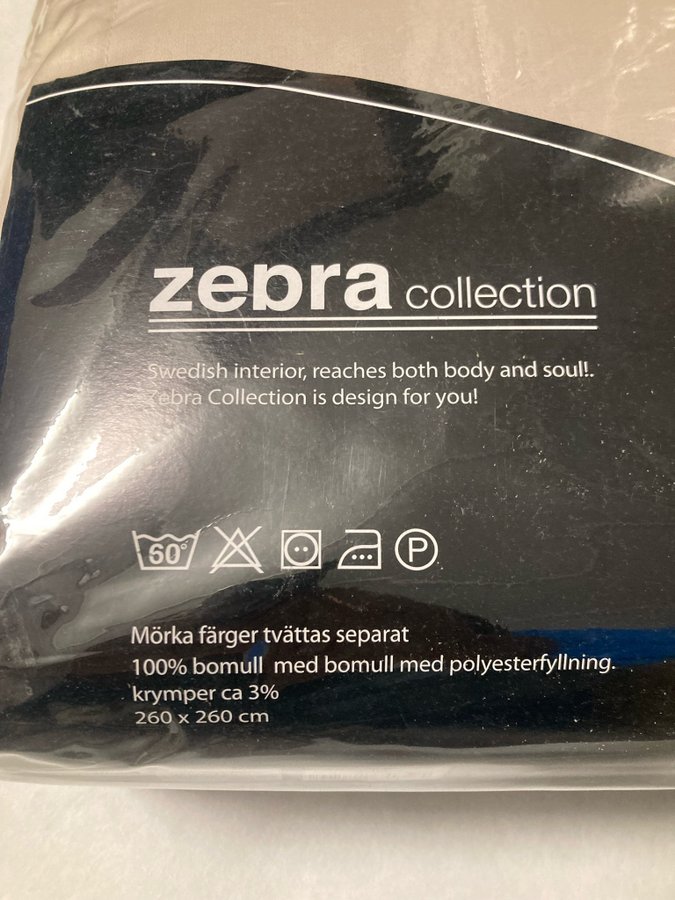 zebra collection
Swedish interior, reaches both body and soul!.
Zebra Collection is design for you!
60°
P
Mörka färger tvättas separat
100% bomull med bomull med polyesterfyllning.
krymper ca 3%
260 x 260 cm